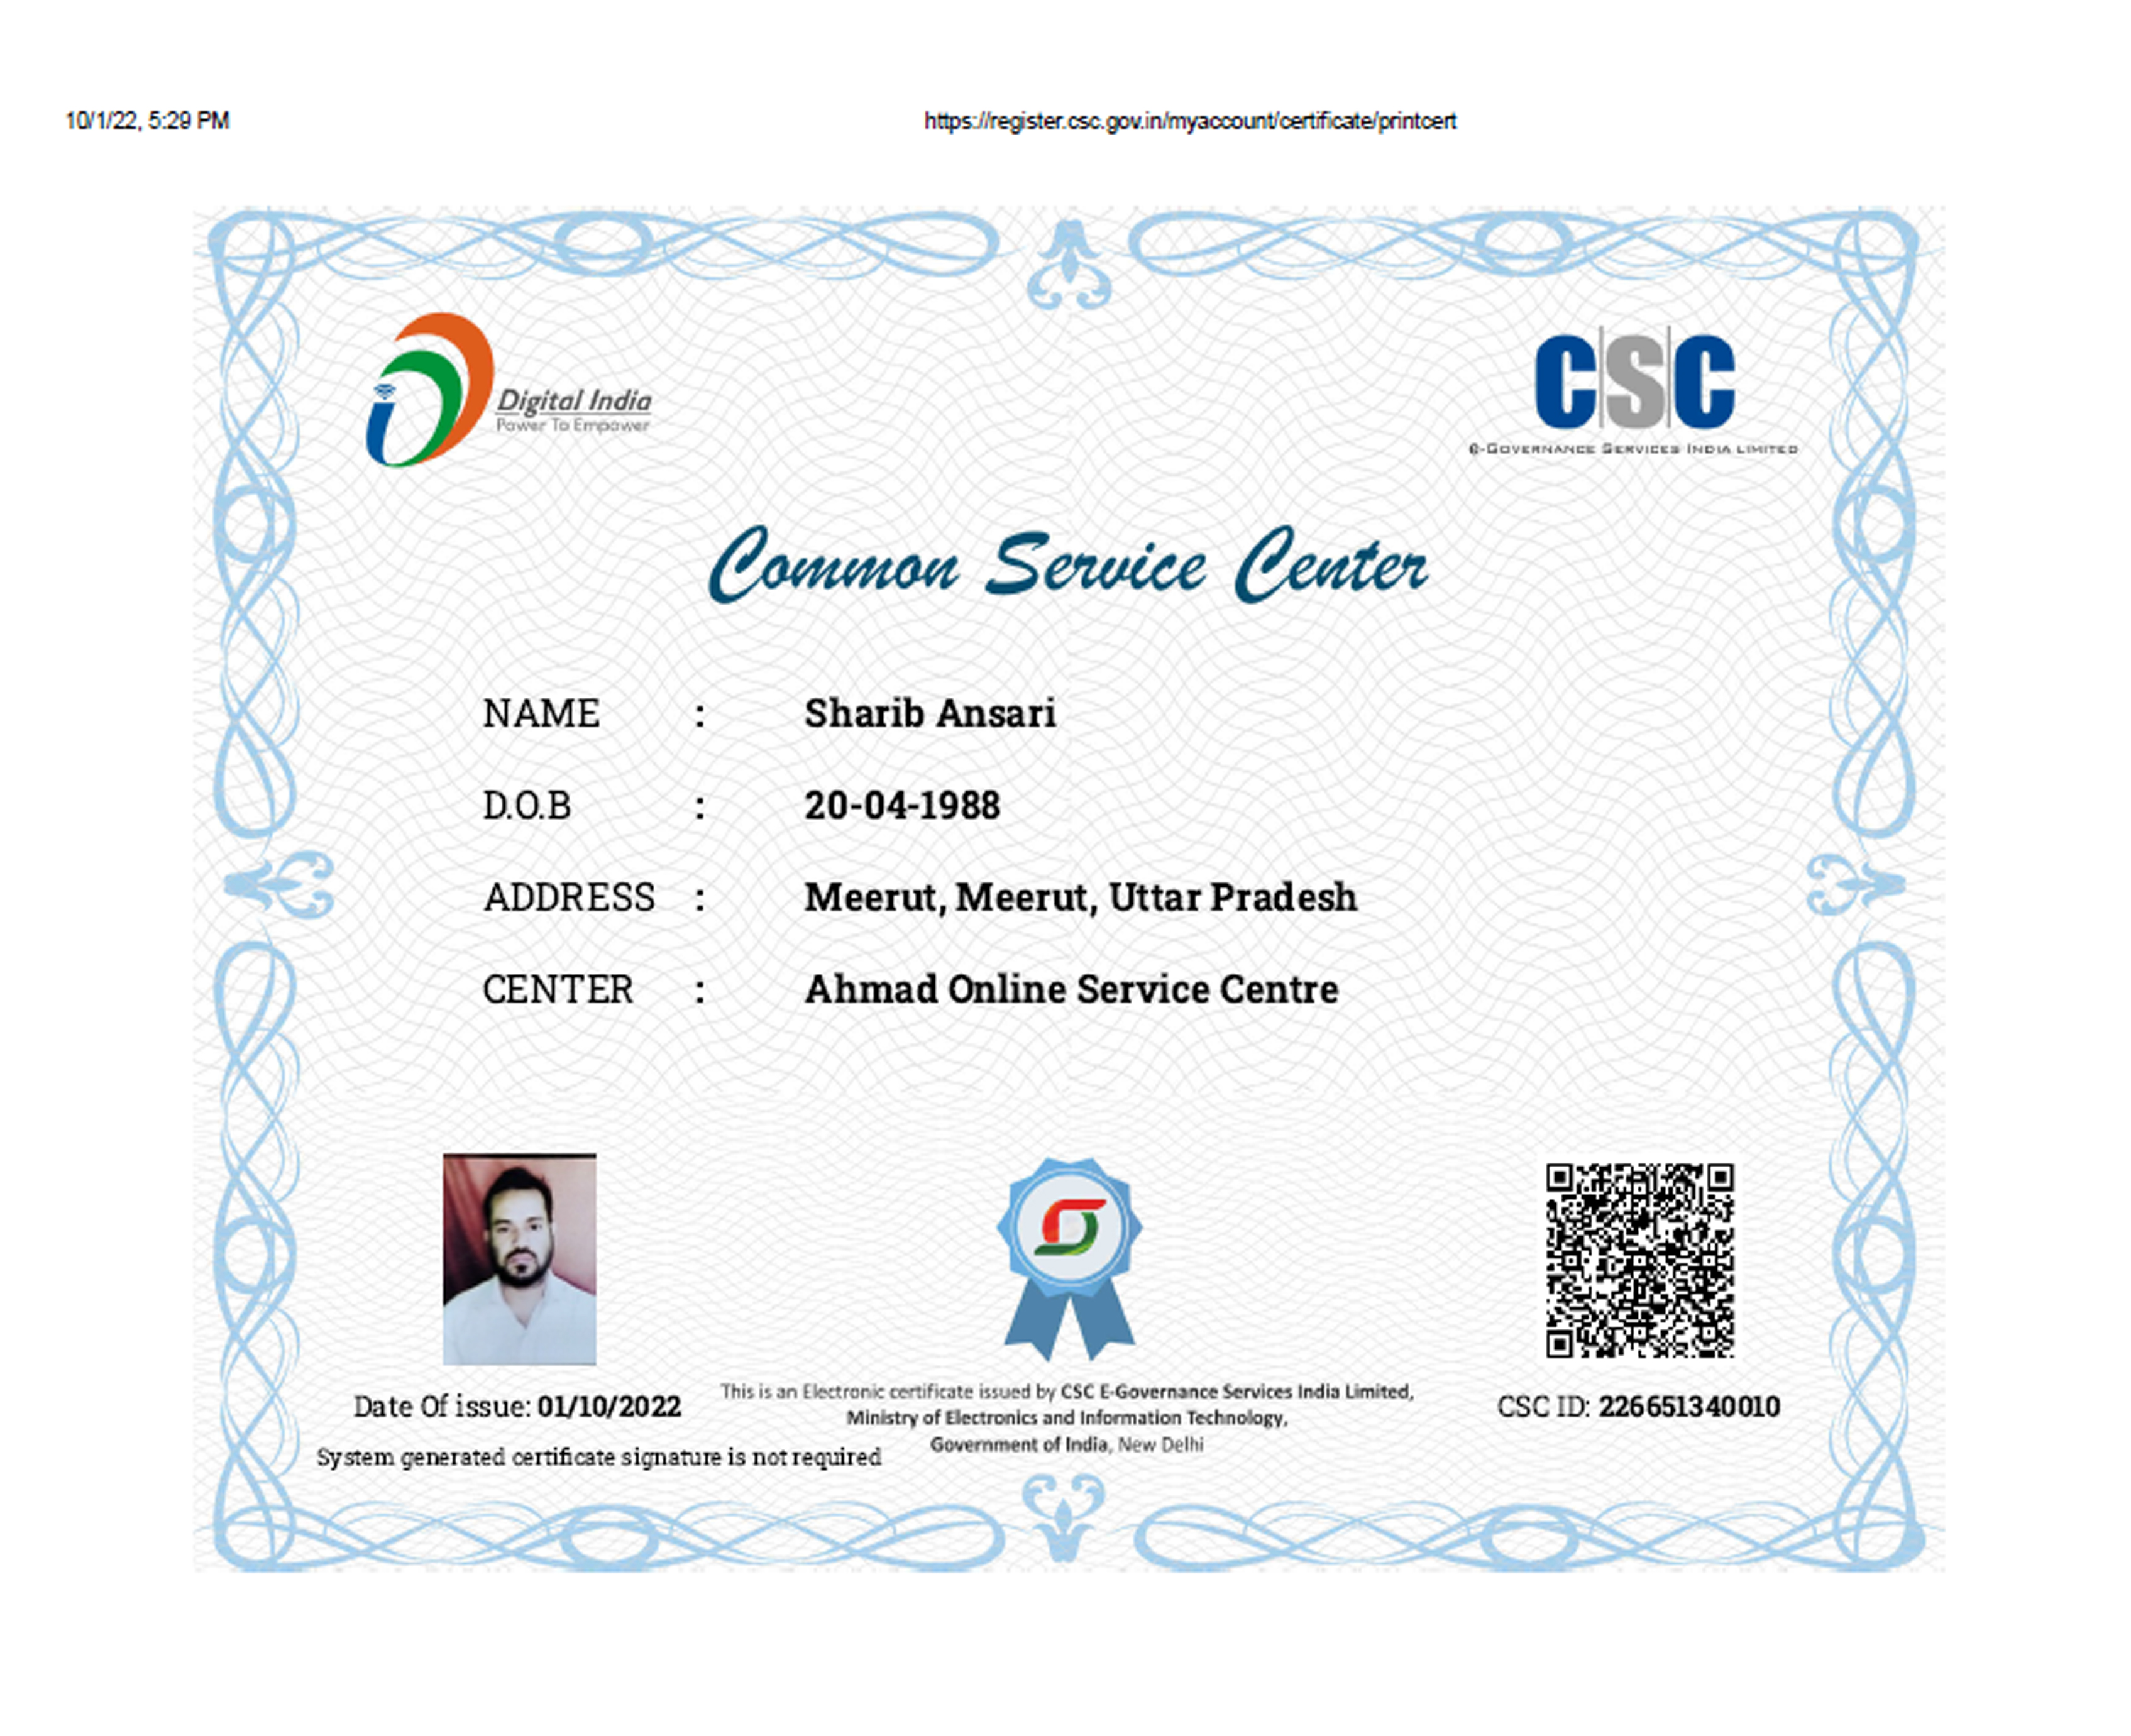 10/1/22, 5:29 PM
https://register.csc.gov.in/myaccount/certificate/printcert
Digital India
Power To Empower
CSC
e-Governance Services India Limited
Common Service Center
NAME : Sharib Ansari
D.O.B : 20-04-1988
ADDRESS : Meerut, Meerut, Uttar Pradesh
CENTER : Ahmad Online Service Centre
Date Of issue: 01/10/2022
System generated certificate signature is not required
This is an Electronic certificate issued by CSC E-Governance Services India Limited,
Ministry of Electronics and Information Technology,
Government of India, New Delhi
CSC ID: 226651340010